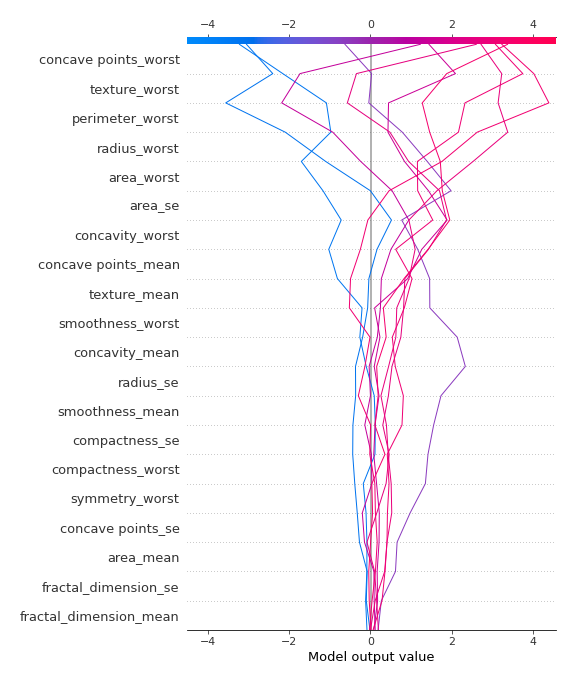 −4 −2 0 2 4
concave points_worst
texture_worst
perimeter_worst
radius_worst
area_worst
area_se
concavity_worst
concave points_mean
texture_mean
smoothness_worst
concavity_mean
radius_se
smoothness_mean
compactness_se
compactness_worst
symmetry_worst
concave points_se
area_mean
fractal_dimension_se
fractal_dimension_mean
−4 −2 0 2 4
Model output value